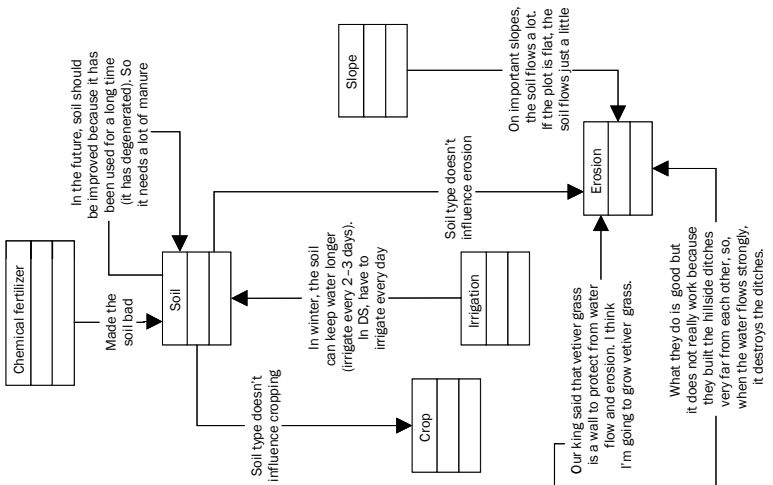 Chemical fertilizer
Made the
soil bad
In the future, soil should
be improved because it has
been used for a long time
(it has degenerated). So
it needs a lot of manure
Soil
Slope
On important slopes,
the soil flows a lot.
If the plot is flat, the
soil flows just a little
In winter, the soil
can keep water longer
(irrigate every 2–3 days).
In DS, have to
irrigate every day
Irrigation
Soil type doesn't
influence erosion
Erosion
Soil type doesn't
influence cropping
Crop
Our king said that vetiver grass
is a wall to protect from water
flow and erosion. I think
I'm going to grow vetiver grass.
What they do is good but
it does not really work because
they built the hillside ditches
very far from each other, so,
when the water flows strongly,
it destroys the ditches.